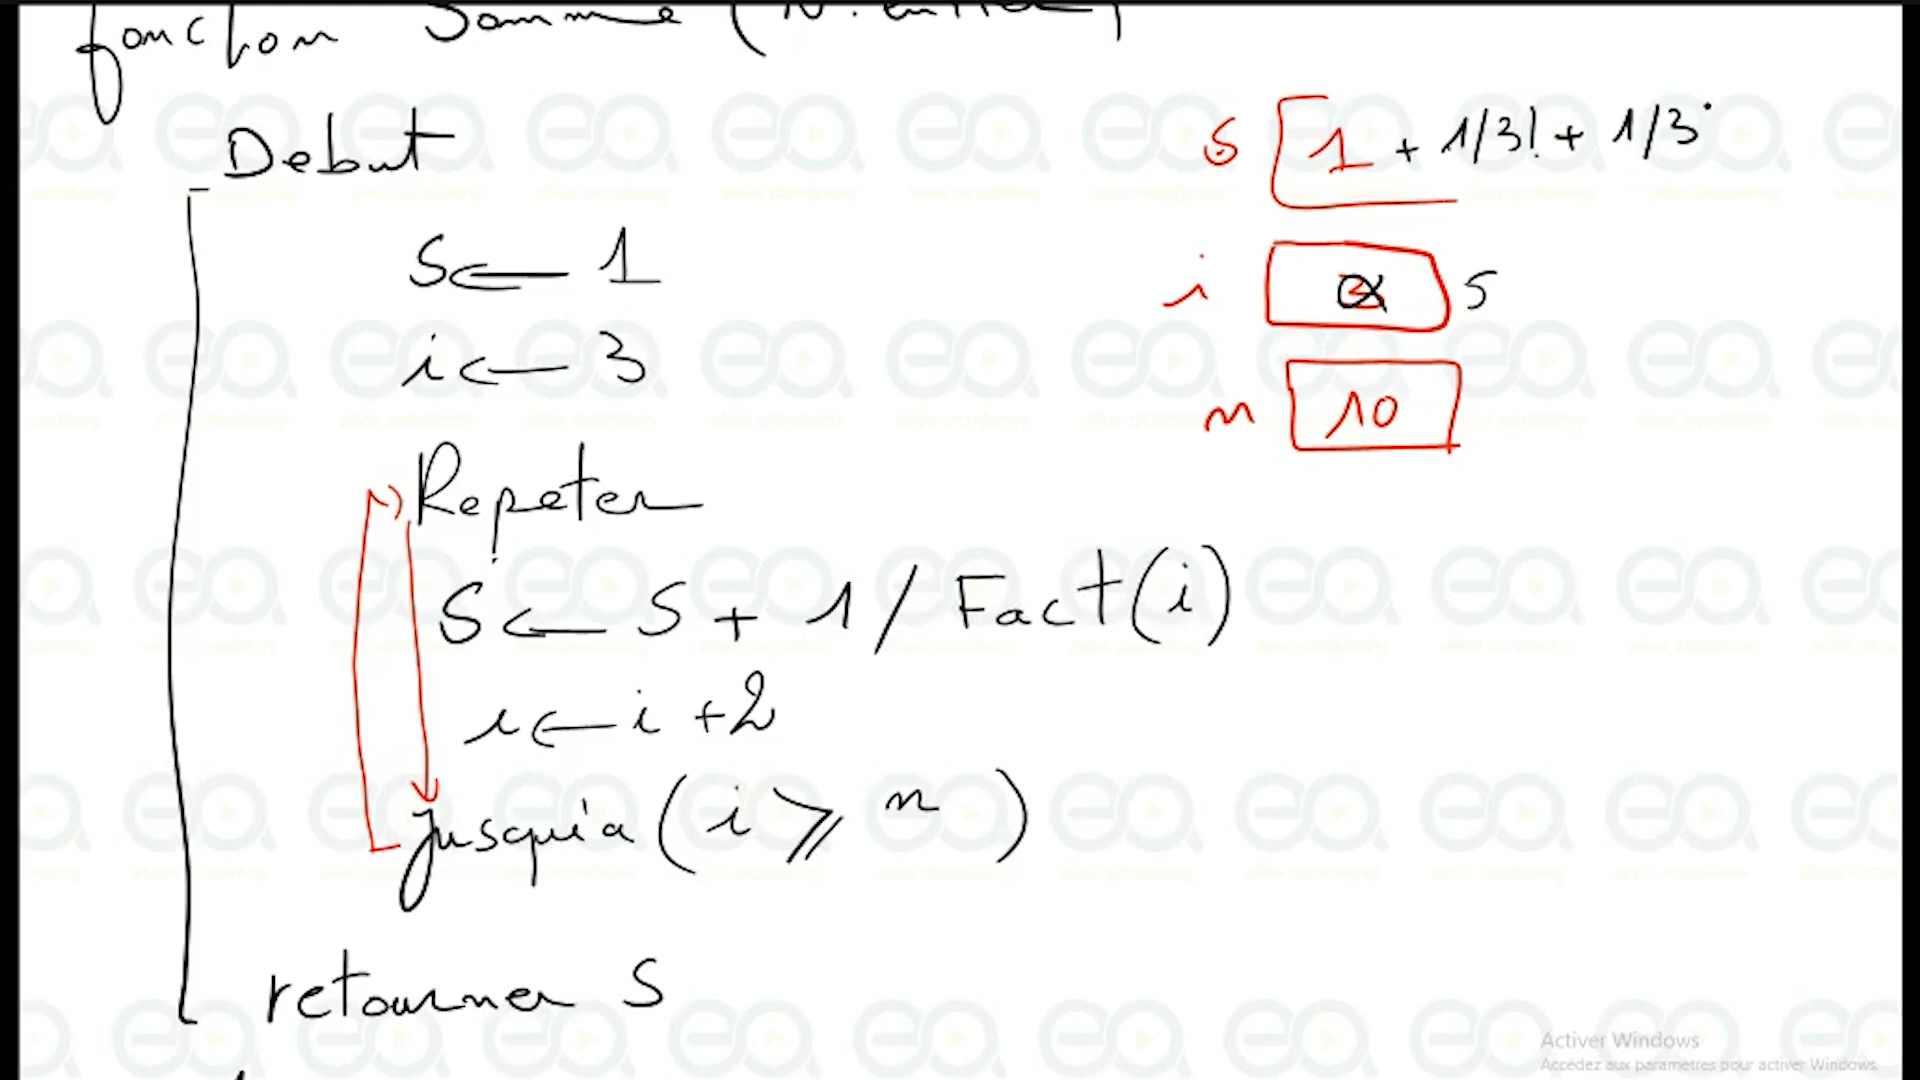 fonction Somme (N: entier)
Debut
S ← 1
i ← 3
Repeter
S ← S + 1 / Fact(i)
i ← i + 2
jusqu'a (i ⩾ n)
retourner S
S 1 + 1/3! + 1/3
i 5
n 10
Activer Windows
Accédez aux paramètres pour activer Windows.